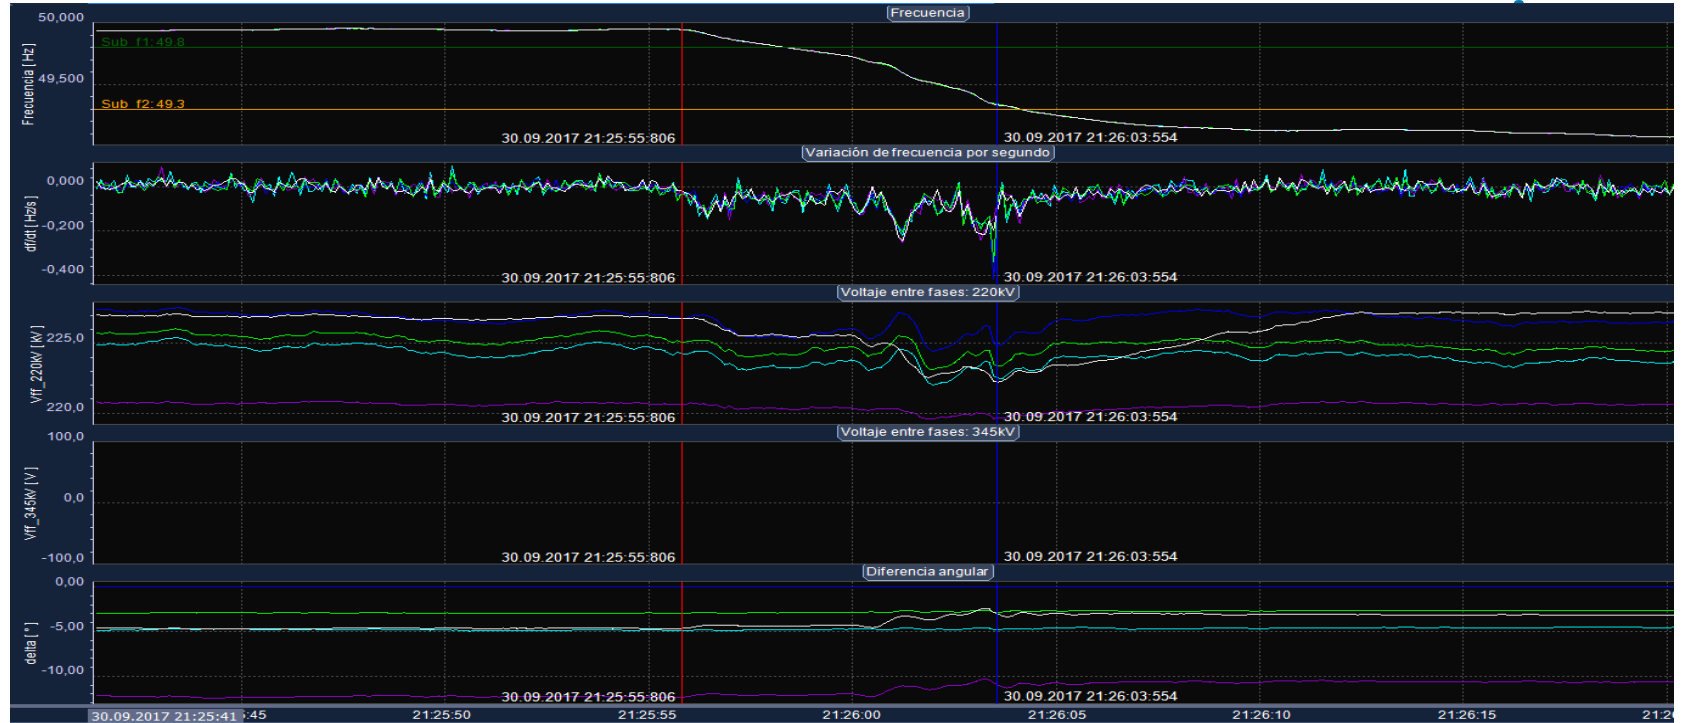 Frecuencia
50,000
Sub f1: 49.8
49,500
Sub f2: 49.3
Frecuencia [ Hz]
30.09.2017 21:25:55:806
30.09.2017 21:26:03:554
Variación de frecuencia por segundo
0,000
-0,200
-0,400
df/dt [Hz/s]
30.09.2017 21:25:55:806
30.09.2017 21:26:03:554
Voltaje entre fases: 220kV
225,0
220,0
Vff_220kV [ kV]
30.09.2017 21:25:55:806
30.09.2017 21:26:03:554
Voltaje entre fases: 345kV
100,0
0,0
-100,0
Vff_345kV [ V]
30.09.2017 21:25:55:806
30.09.2017 21:26:03:554
Diferencia angular
0,00
-5,00
-10,00
delta [ °]
30.09.2017 21:25:55:806
30.09.2017 21:26:03:554
30.09.2017 21:25:41 :45 21:25:50 21:25:55 21:26:00 21:26:05 21:26:10 21:26:15